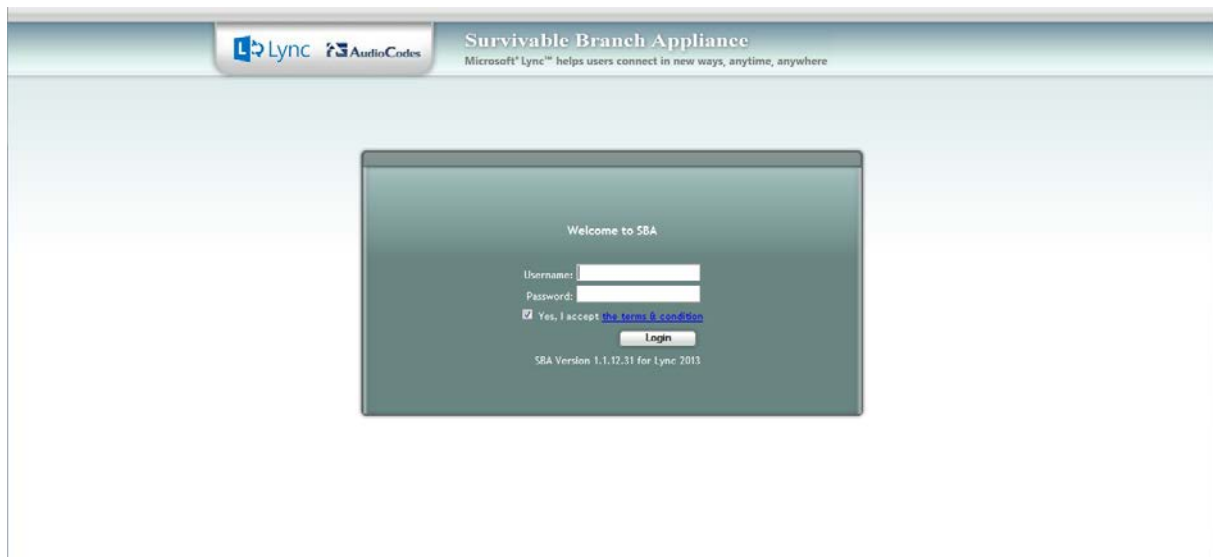 Lync AudioCodes
Survivable Branch Appliance
Microsoft® Lync™ helps users connect in new ways, anytime, anywhere
Welcome to SBA
Username:
Password:
Yes, I accept the terms & condition
Login
SBA Version 1.1.12.31 for Lync 2013